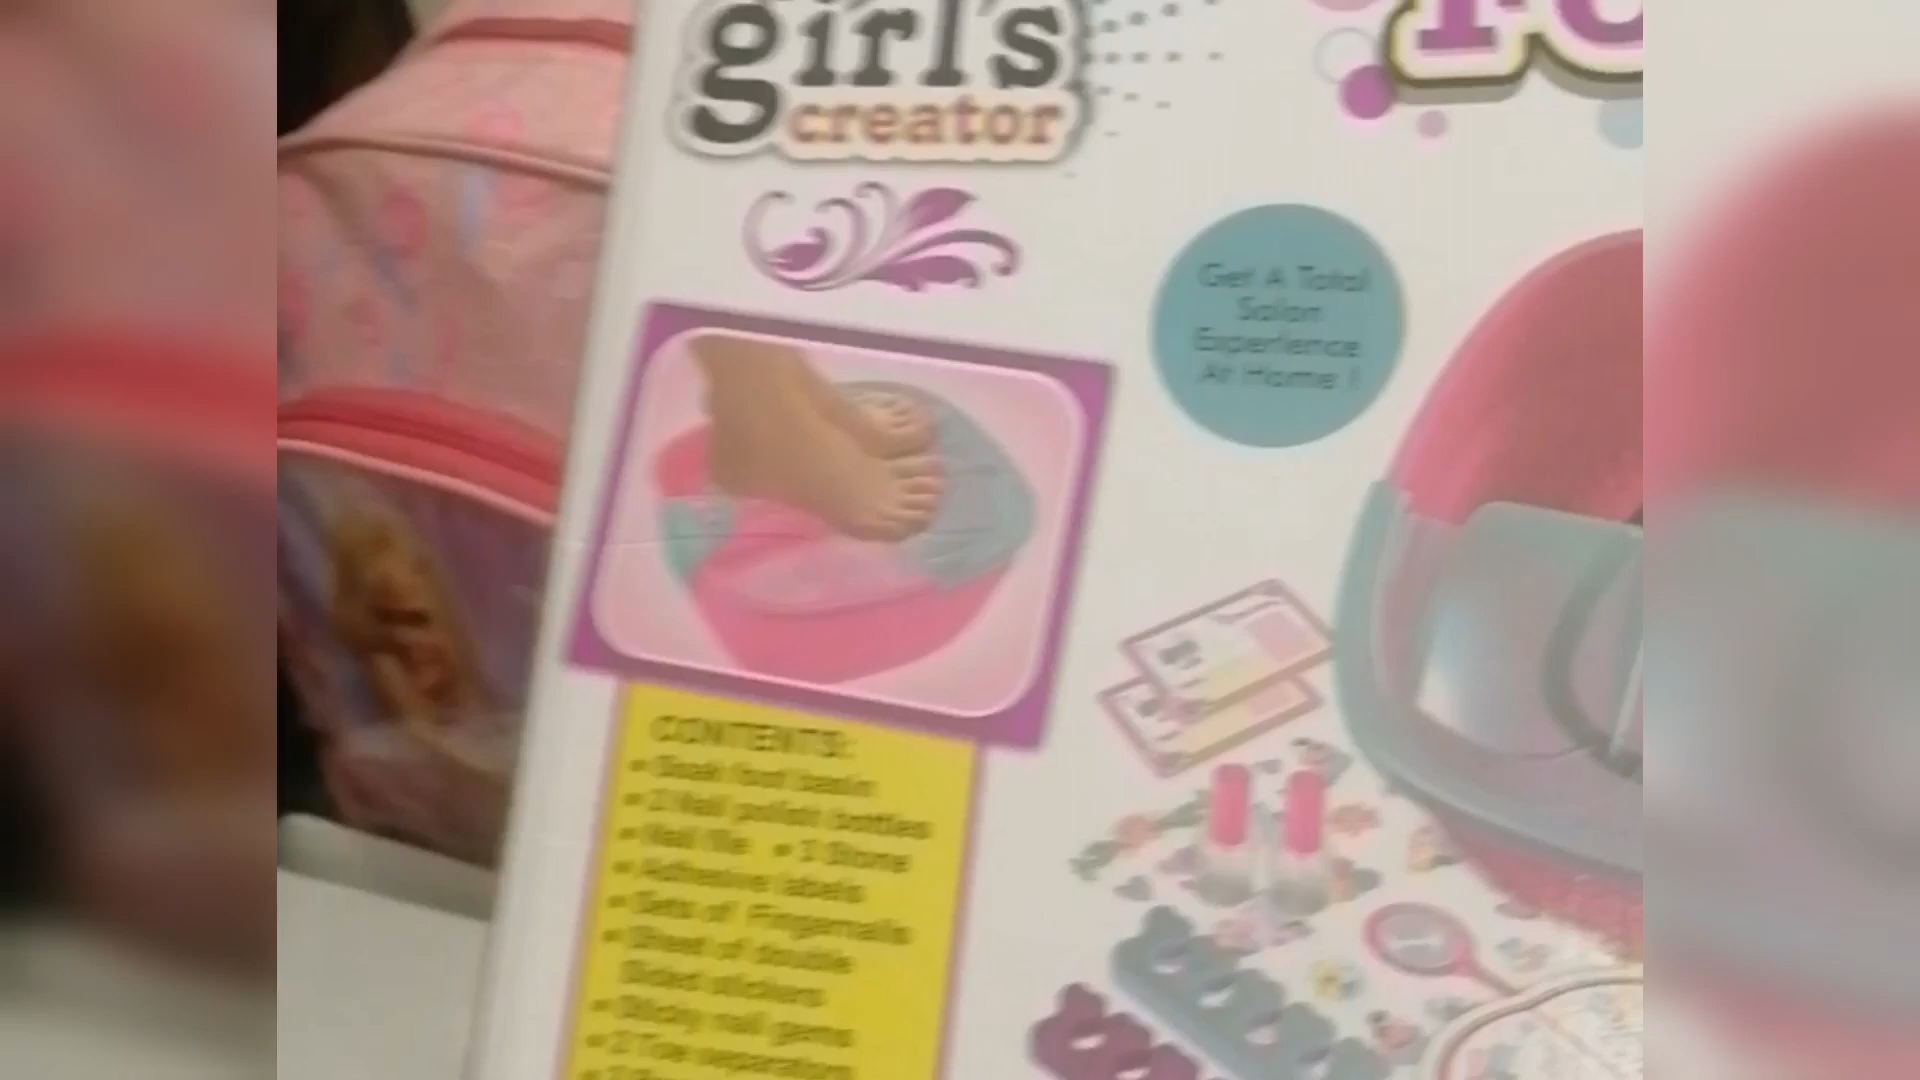 girl's
creator
Get A Total
Salon
Experience
At Home !
CONTENTS:
• Soak foot basin
• 2 Nail polish bottles
• Nail file • 1 Stone
• Adhesive labels
• Sets of Fingernails
• Sheet of double
Sided stickers
• Sticky nail gems
• 2 Toe separators